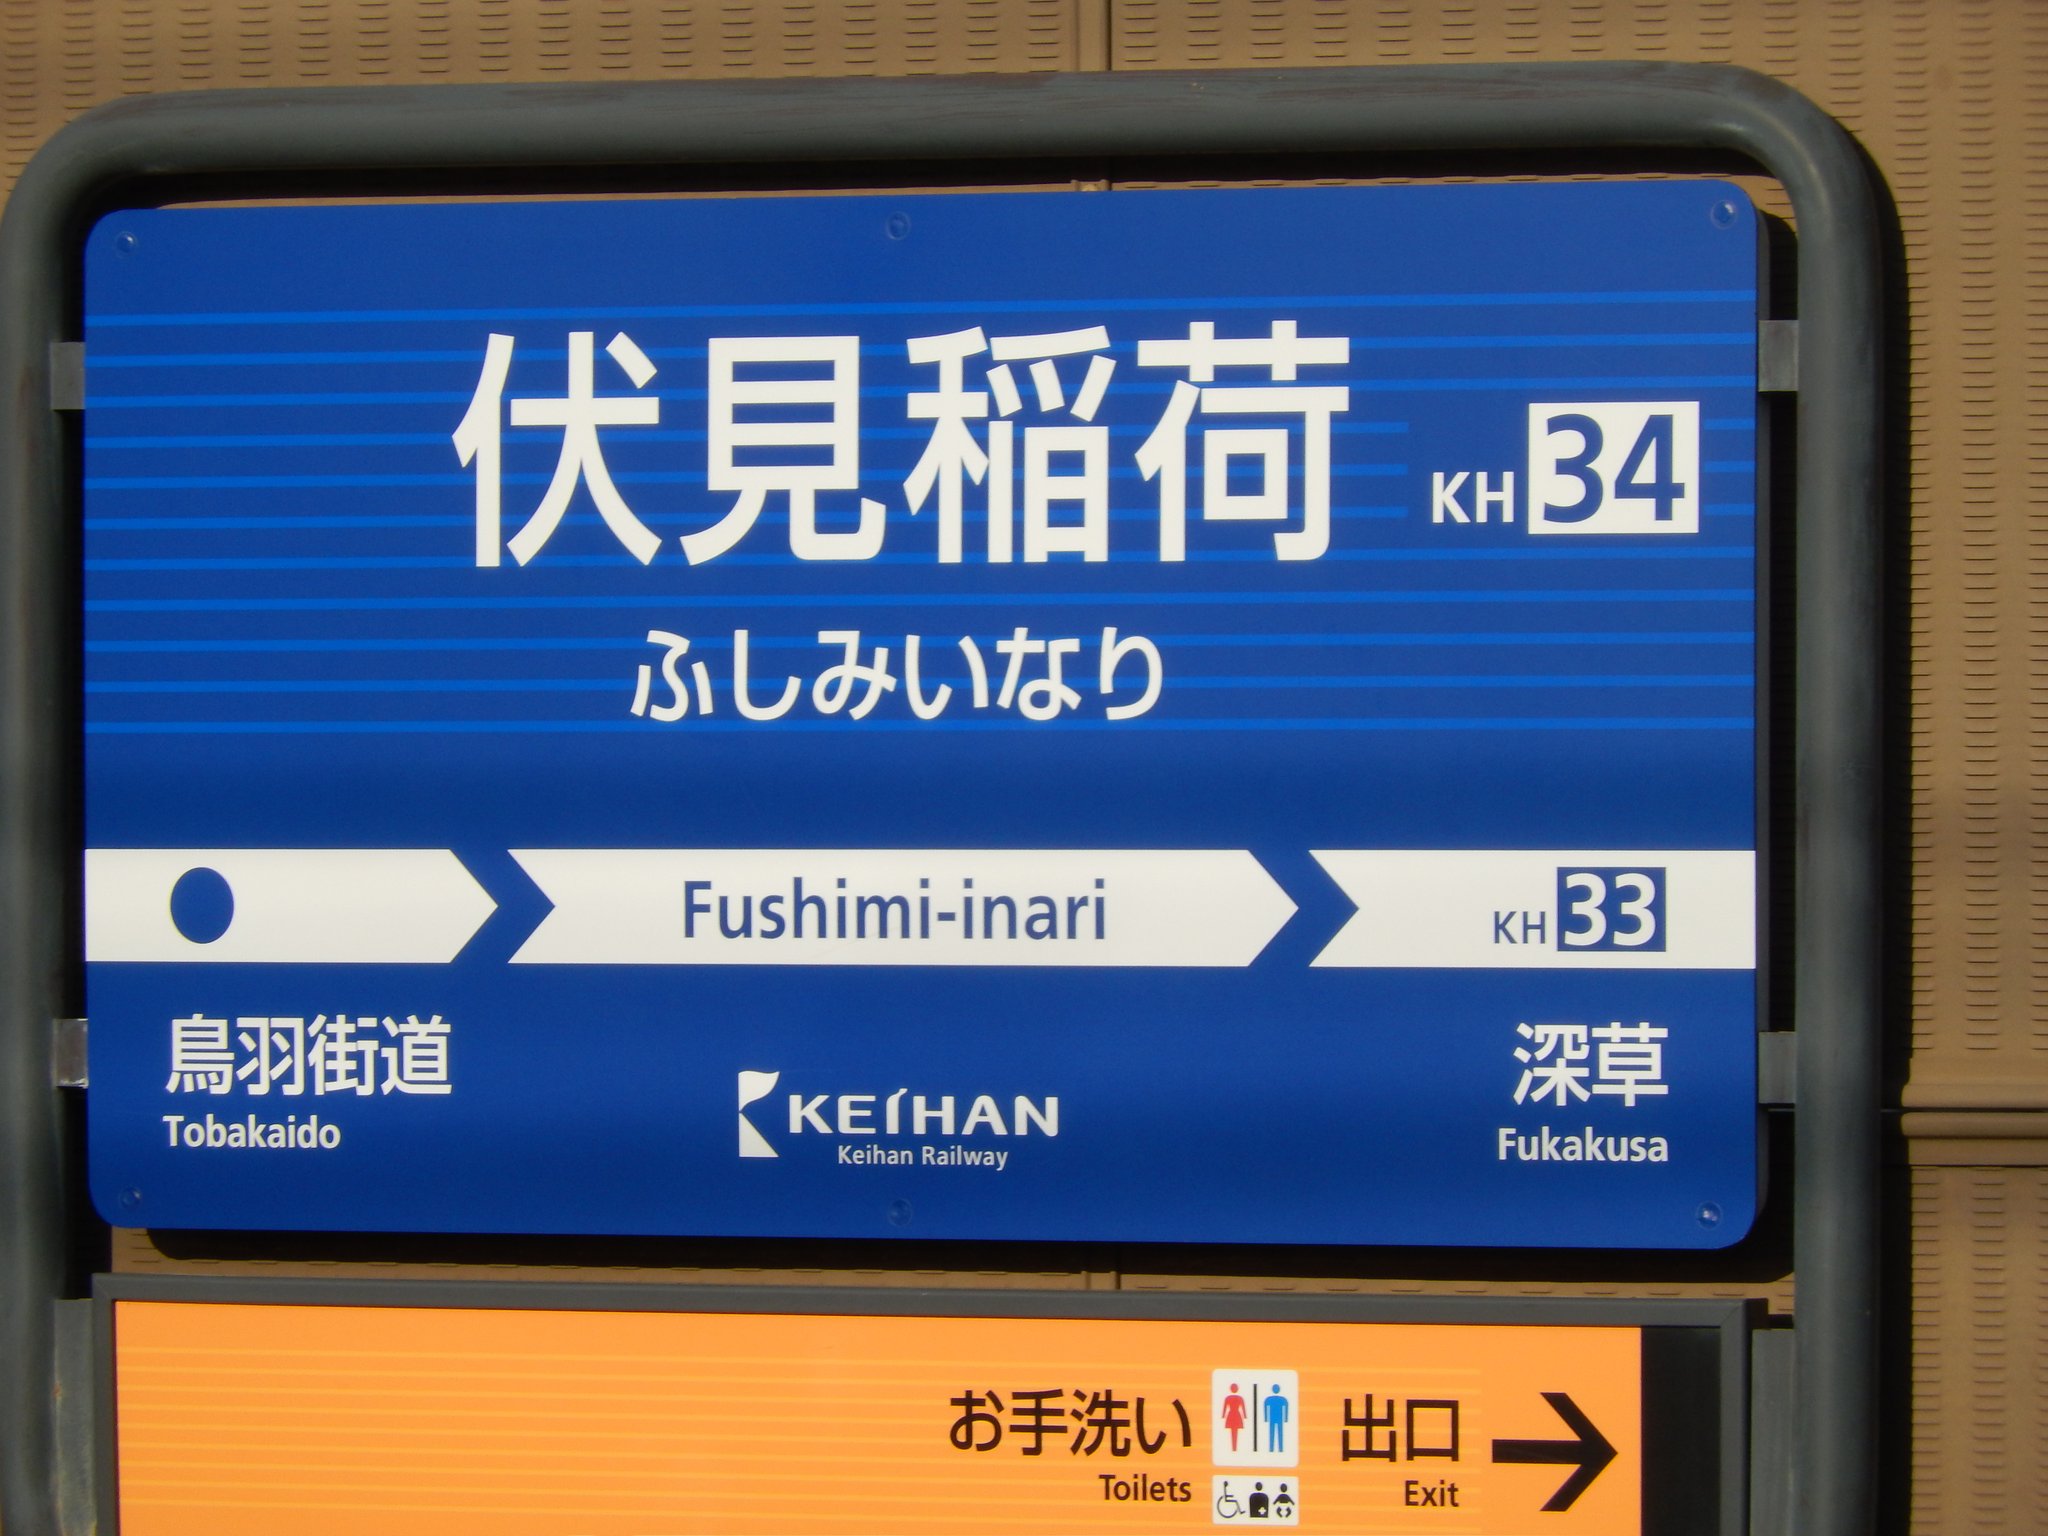 伏見稲荷 KH 34
ふしみいなり
Fushimi-inari KH 33
鳥羽街道 深草
Tobakaido Fukakusa
KEIHAN
Keihan Railway
お手洗い 出口
Toilets Exit